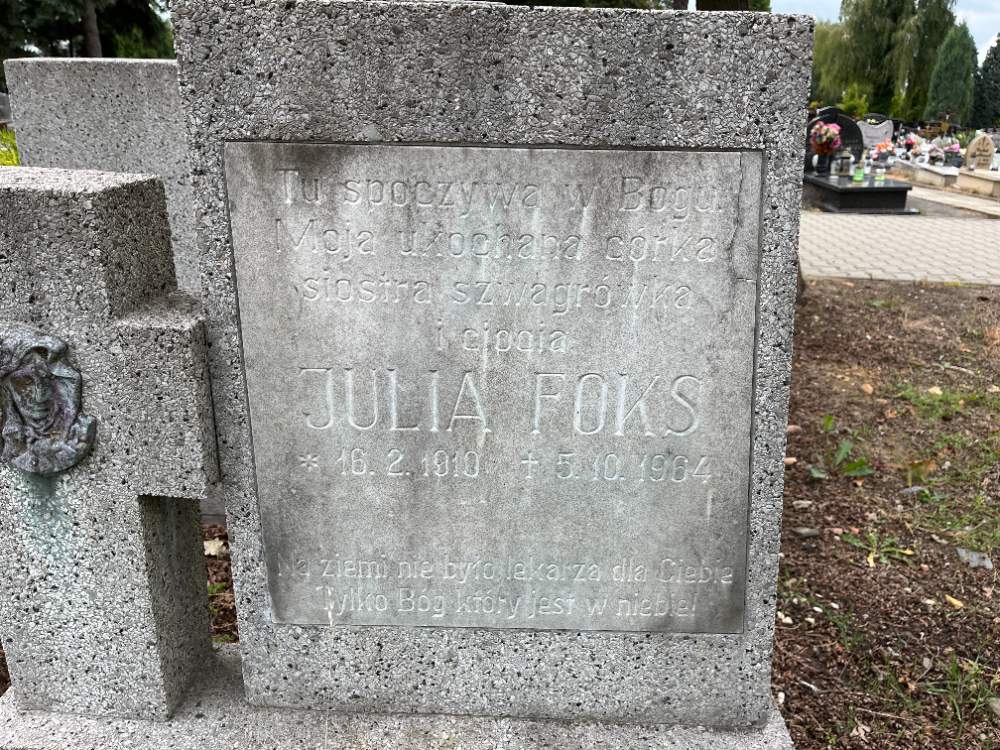 Tu spoczywa w Bogu
Moja ukochana córka
siostra szwagrówka
i ciocia
JULIA FOKS
* 16. 2. 1910 + 5. 10. 1964
Na ziemi nie było lekarza dla Ciebie
Tylko Bóg który jest w niebie!